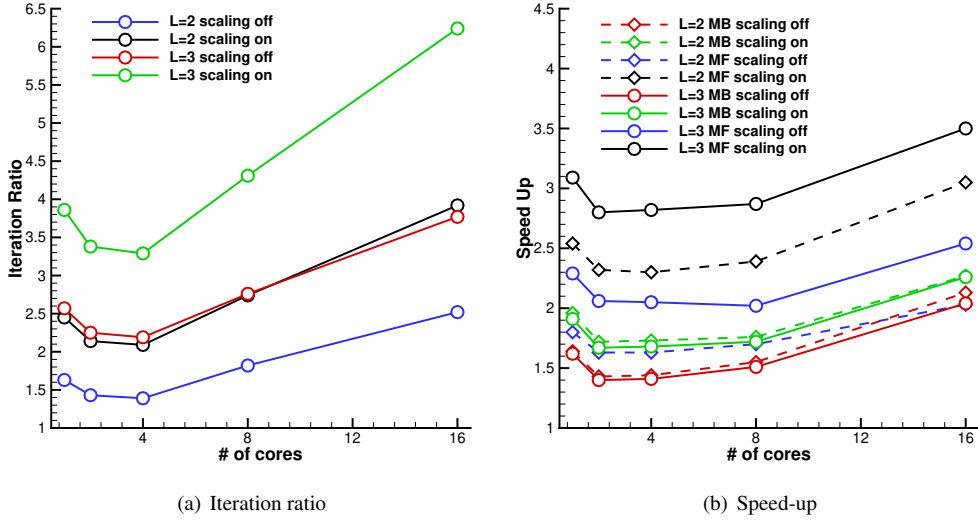 Iteration Ratio
6.5
6
5.5
5
4.5
4
3.5
3
2.5
2
1.5
1
L=2 scaling off
L=2 scaling on
L=3 scaling off
L=3 scaling on
4
8
12
16
# of cores
(a) Iteration ratio
Speed Up
4.5
4
3.5
3
2.5
2
1.5
1
L=2 MB scaling off
L=2 MB scaling on
L=2 MF scaling off
L=2 MF scaling on
L=3 MB scaling off
L=3 MB scaling on
L=3 MF scaling off
L=3 MF scaling on
4
8
12
16
# of cores
(b) Speed-up